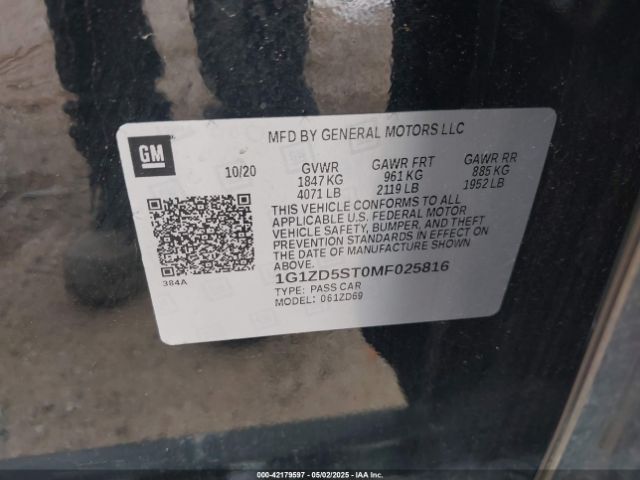 MFD BY GENERAL MOTORS LLC
GM
10/20 GVWR GAWR FRT GAWR RR
1847 KG 961 KG 885 KG
4071 LB 2119 LB 1952 LB
THIS VEHICLE CONFORMS TO ALL
APPLICABLE U.S. FEDERAL MOTOR
VEHICLE SAFETY, BUMPER, AND THEFT
PREVENTION STANDARDS IN EFFECT ON
THE DATE OF MANUFACTURE SHOWN
ABOVE.
384A
1G1ZD5ST0MF025816
TYPE: PASS CAR
MODEL: 061ZD69
000-42179597 - 05/02/2025 - IAA Inc.